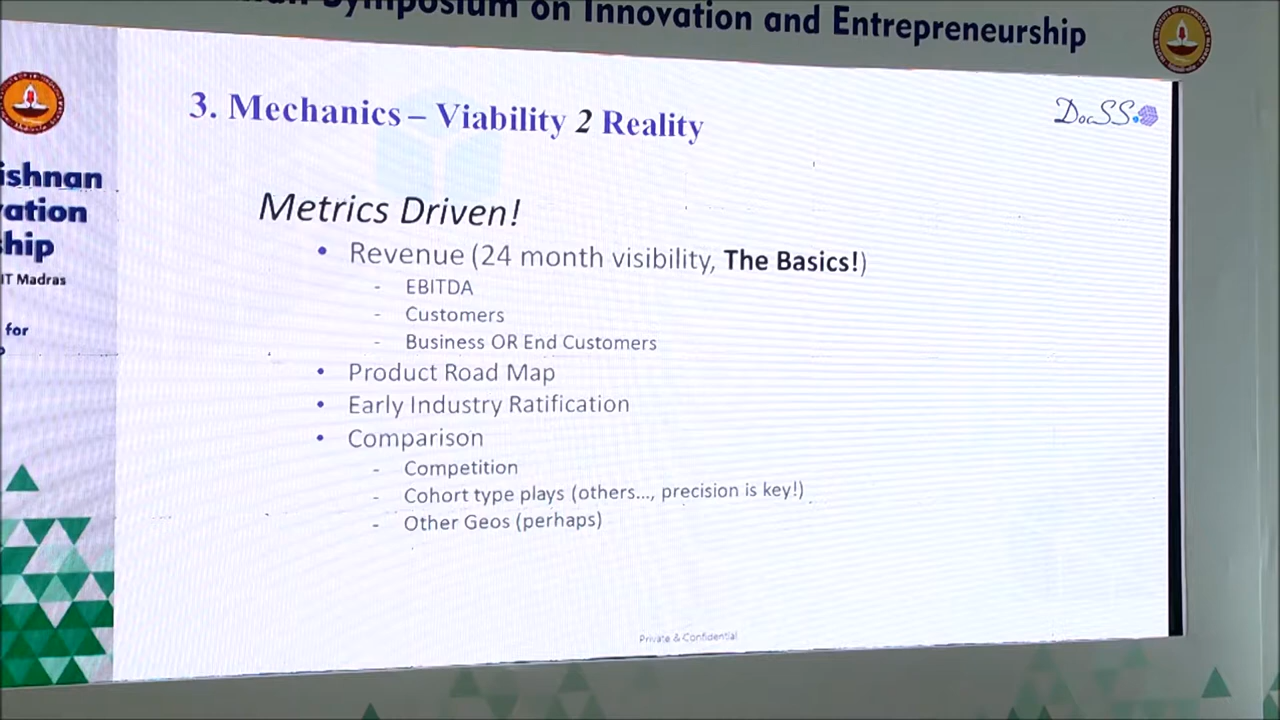 Symposium on Innovation and Entrepreneurship
3. Mechanics – Viability 2 Reality
DocSS
Metrics Driven!
• Revenue (24 month visibility, The Basics!)
- EBITDA
- Customers
- Business OR End Customers
• Product Road Map
• Early Industry Ratification
• Comparison
- Competition
- Cohort type plays (others..., precision is key!)
- Other Geos (perhaps)
Private & Confidential
ishnan
ation
hip
IT Madras
for